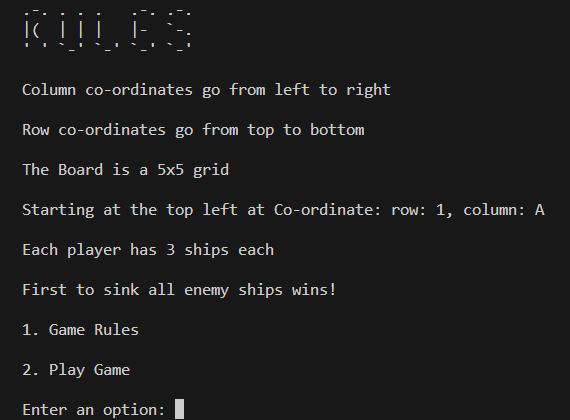 RULES
Column co-ordinates go from left to right
Row co-ordinates go from top to bottom
The Board is a 5x5 grid
Starting at the top left at Co-ordinate: row: 1, column: A
Each player has 3 ships each
First to sink all enemy ships wins!
1. Game Rules
2. Play Game
Enter an option: